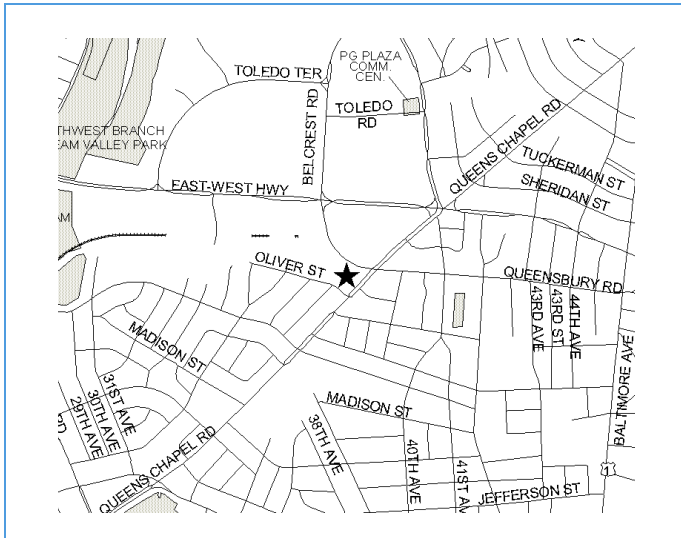 PG PLAZA
COMM.
CEN.
TOLEDO TER
BELCREST RD
TOLEDO
RD
THWEST BRANCH
EAM VALLEY PARK
QUEENS CHAPEL RD
TUCKERMAN ST
SHERIDAN ST
EAST-WEST HWY
AM
OLIVER ST
QUEENSBURY RD
43RD AVE
43RD ST
44TH AVE
MADISON ST
BALTIMORE AVE
31ST AVE
30TH AVE
29TH AVE
RD
MADISON ST
38TH AVE
40TH AVE
41ST AV
QUEENS CHAPEL RD
1
JEFFERSON ST